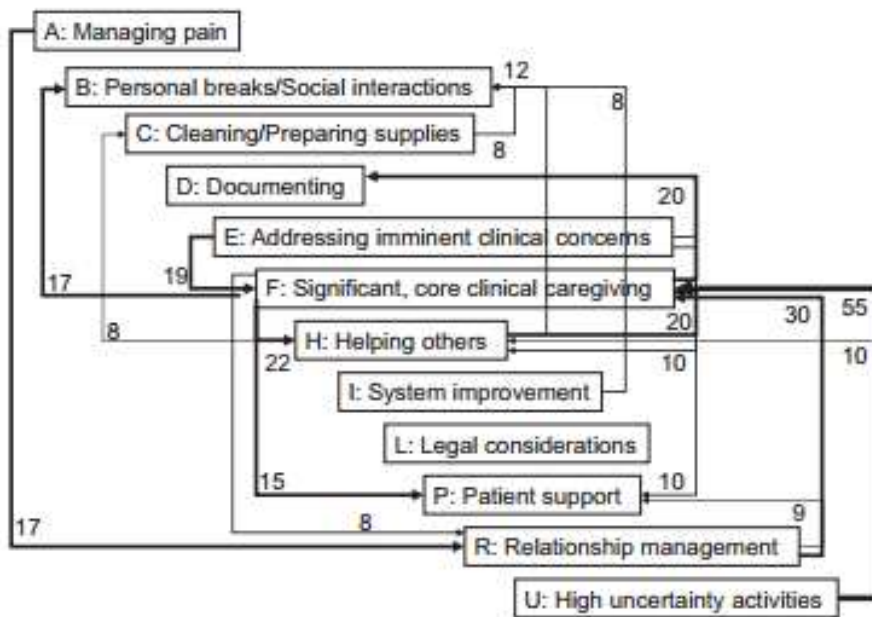 A: Managing pain
12
B: Personal breaks/Social interactions
8
C: Cleaning/Preparing supplies
8
D: Documenting
20
E: Addressing imminent clinical concerns
17
19
F: Significant, core clinical caregiving
55
30
20
8
H: Helping others
22
10
10
I: System improvement
L: Legal considerations
15
P: Patient support
10
9
17
8
R: Relationship management
U: High uncertainty activities